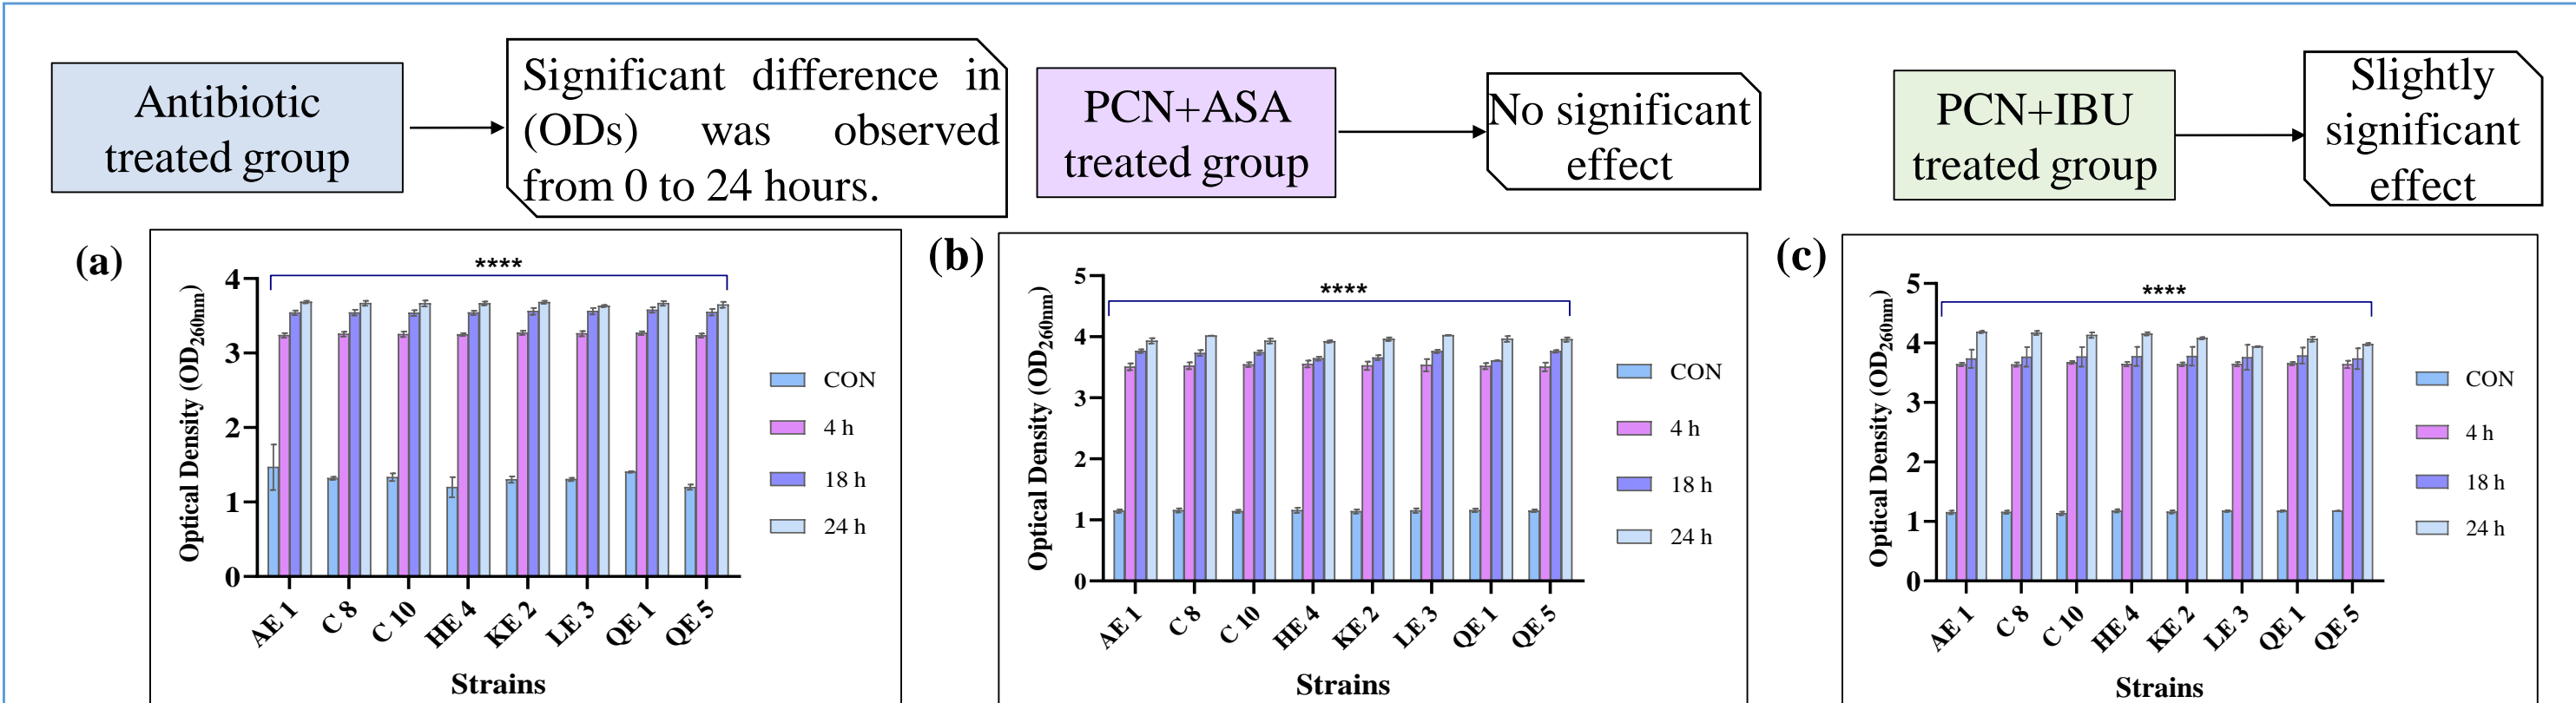 Antibiotic
treated group
Significant difference in
(ODs) was observed
from 0 to 24 hours.
PCN+ASA
treated group
No significant
effect
PCN+IBU
treated group
Slightly
significant
effect
(a)
****
Optical Density (OD260nm)
4
3
2
1
0
AE 1
C 8
C 10
HE 4
KE 2
LE 3
QE 1
QE 5
Strains
CON
4 h
18 h
24 h
(b)
****
Optical Density (OD260nm)
5
4
3
2
1
0
AE 1
C 8
C 10
HE 4
KE 2
LE 3
QE 1
QE 5
Strains
CON
4 h
18 h
24 h
(c)
****
Optical Density (OD260nm)
5
4
3
2
1
0
AE 1
C 8
C 10
HE 4
KE 2
LE 3
QE 1
QE 5
Strains
CON
4 h
18 h
24 h